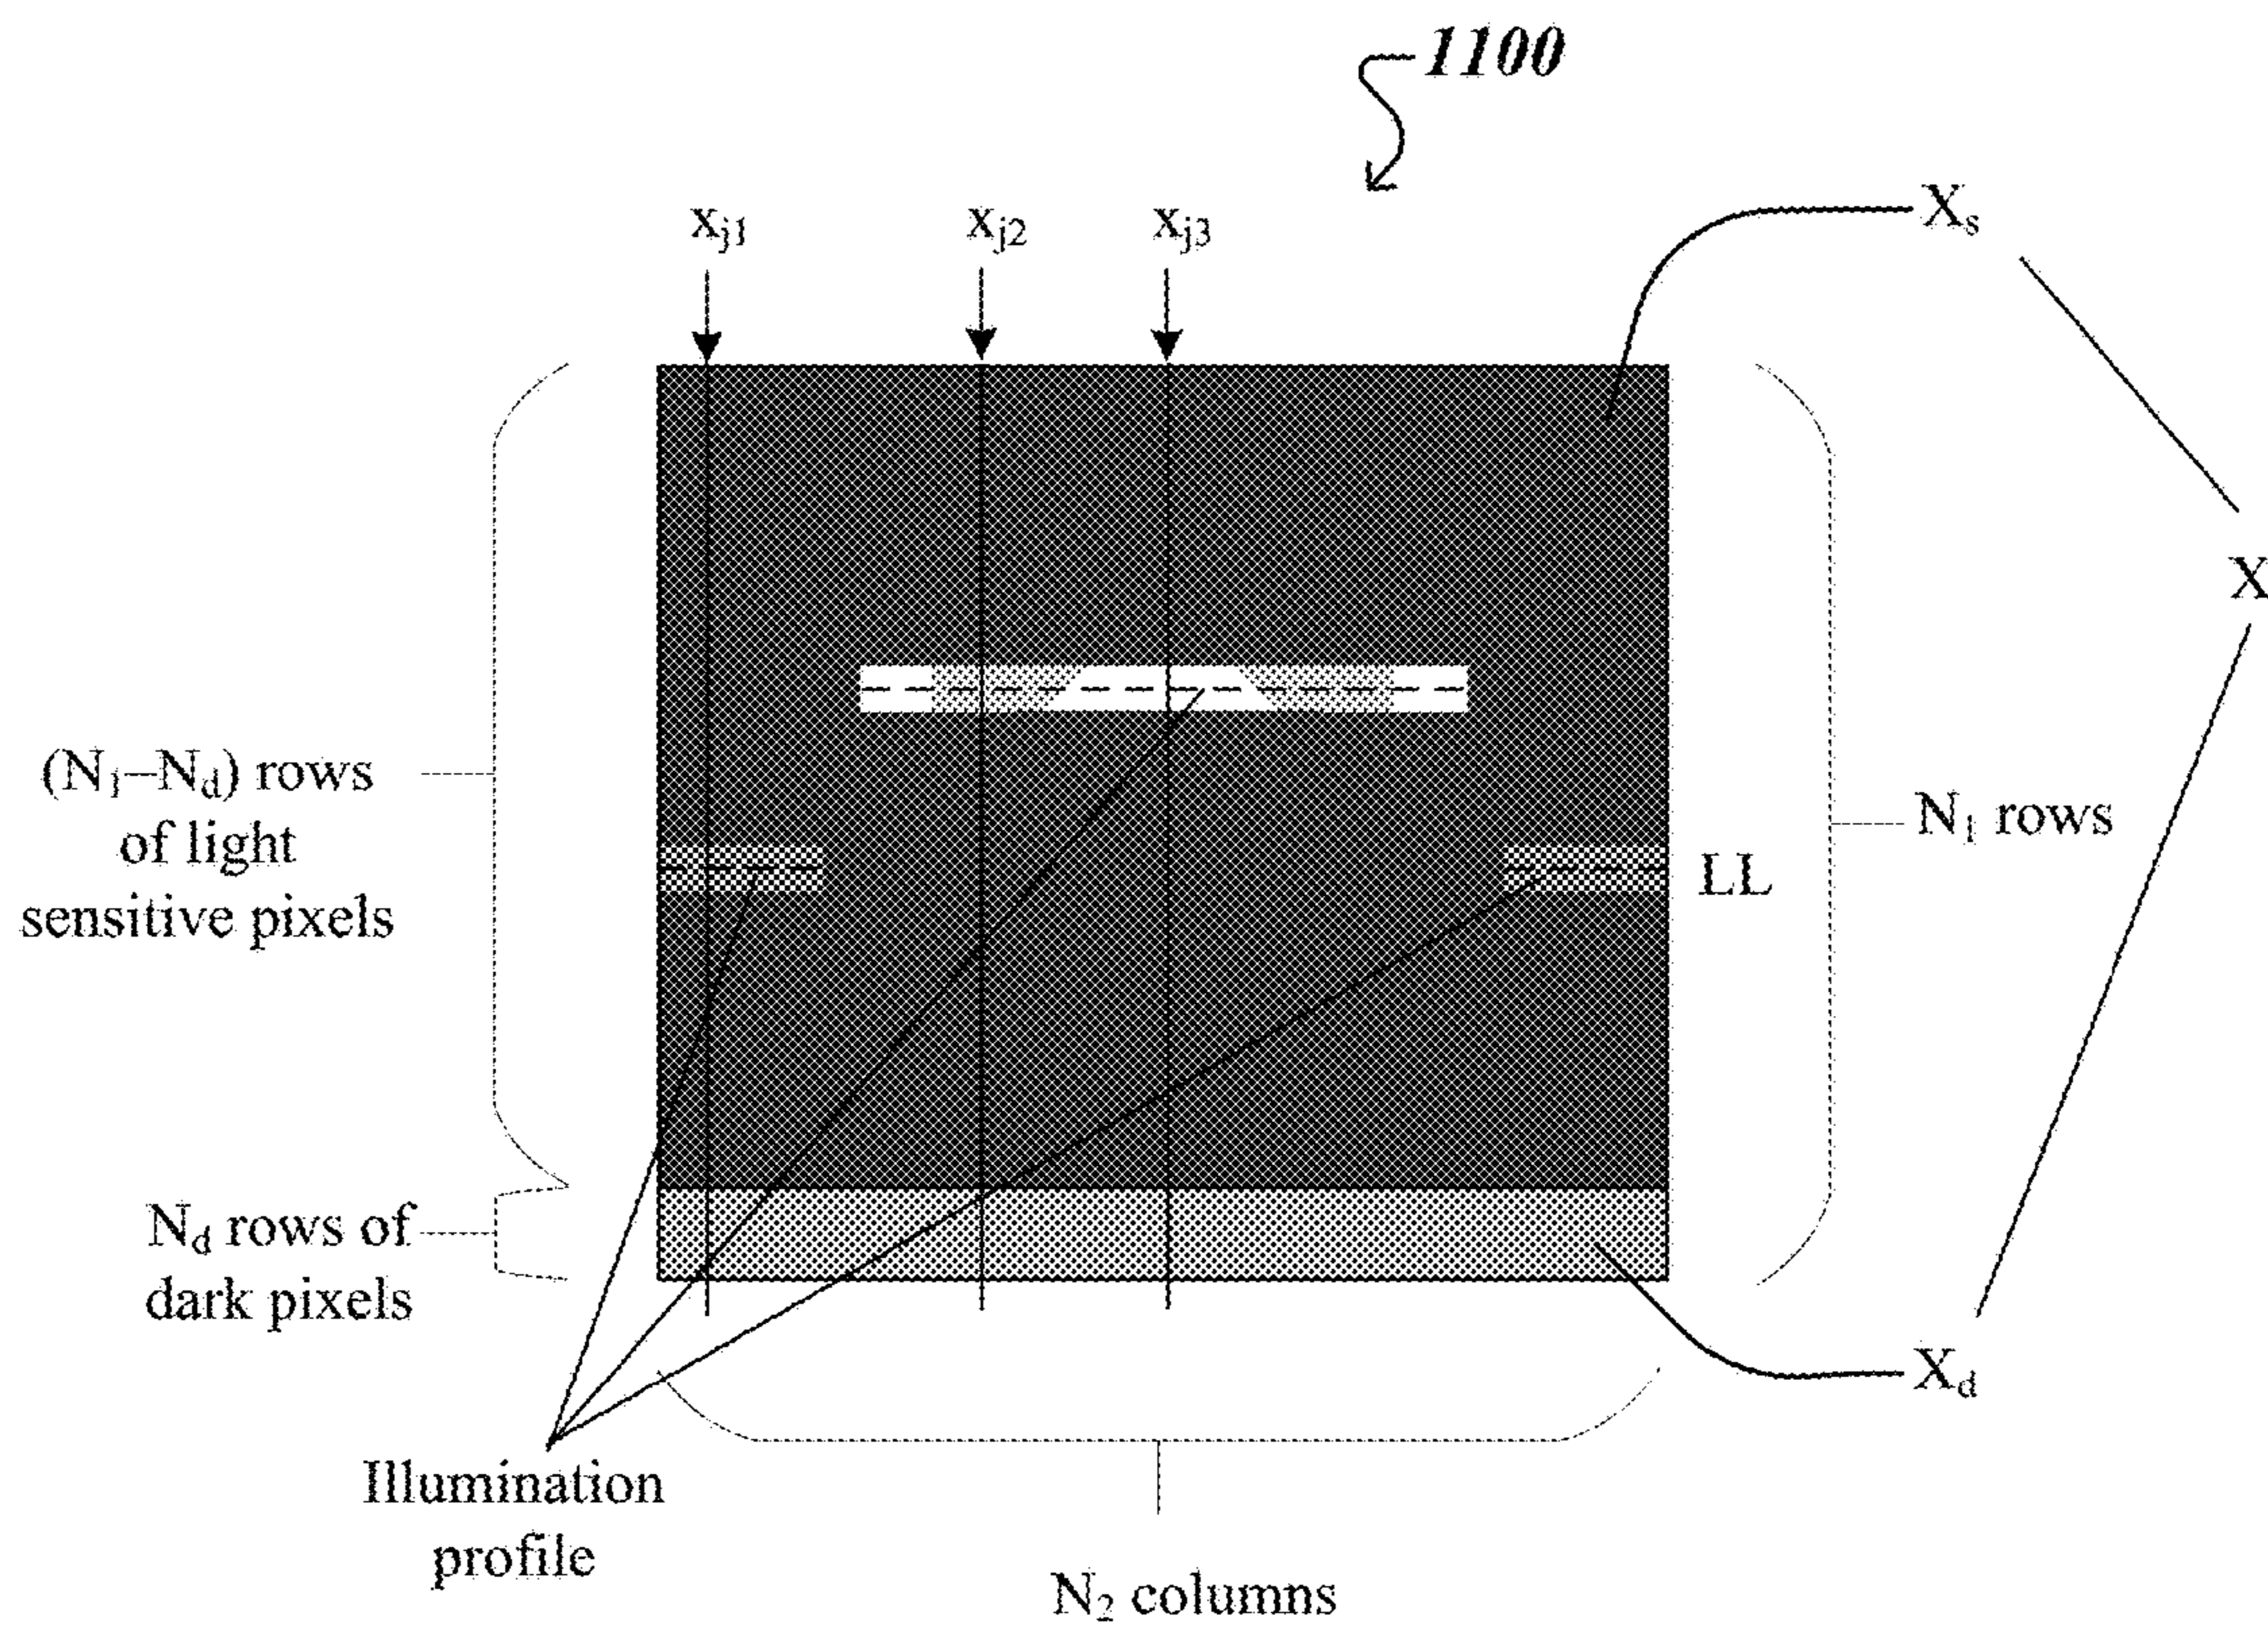 1100
xj1 xj2 xj3
Xs
X
(N1–Nd) rows
of light
sensitive pixels
N1 rows
LL
Nd rows of
dark pixels
Xd
Illumination
profile
N2 columns